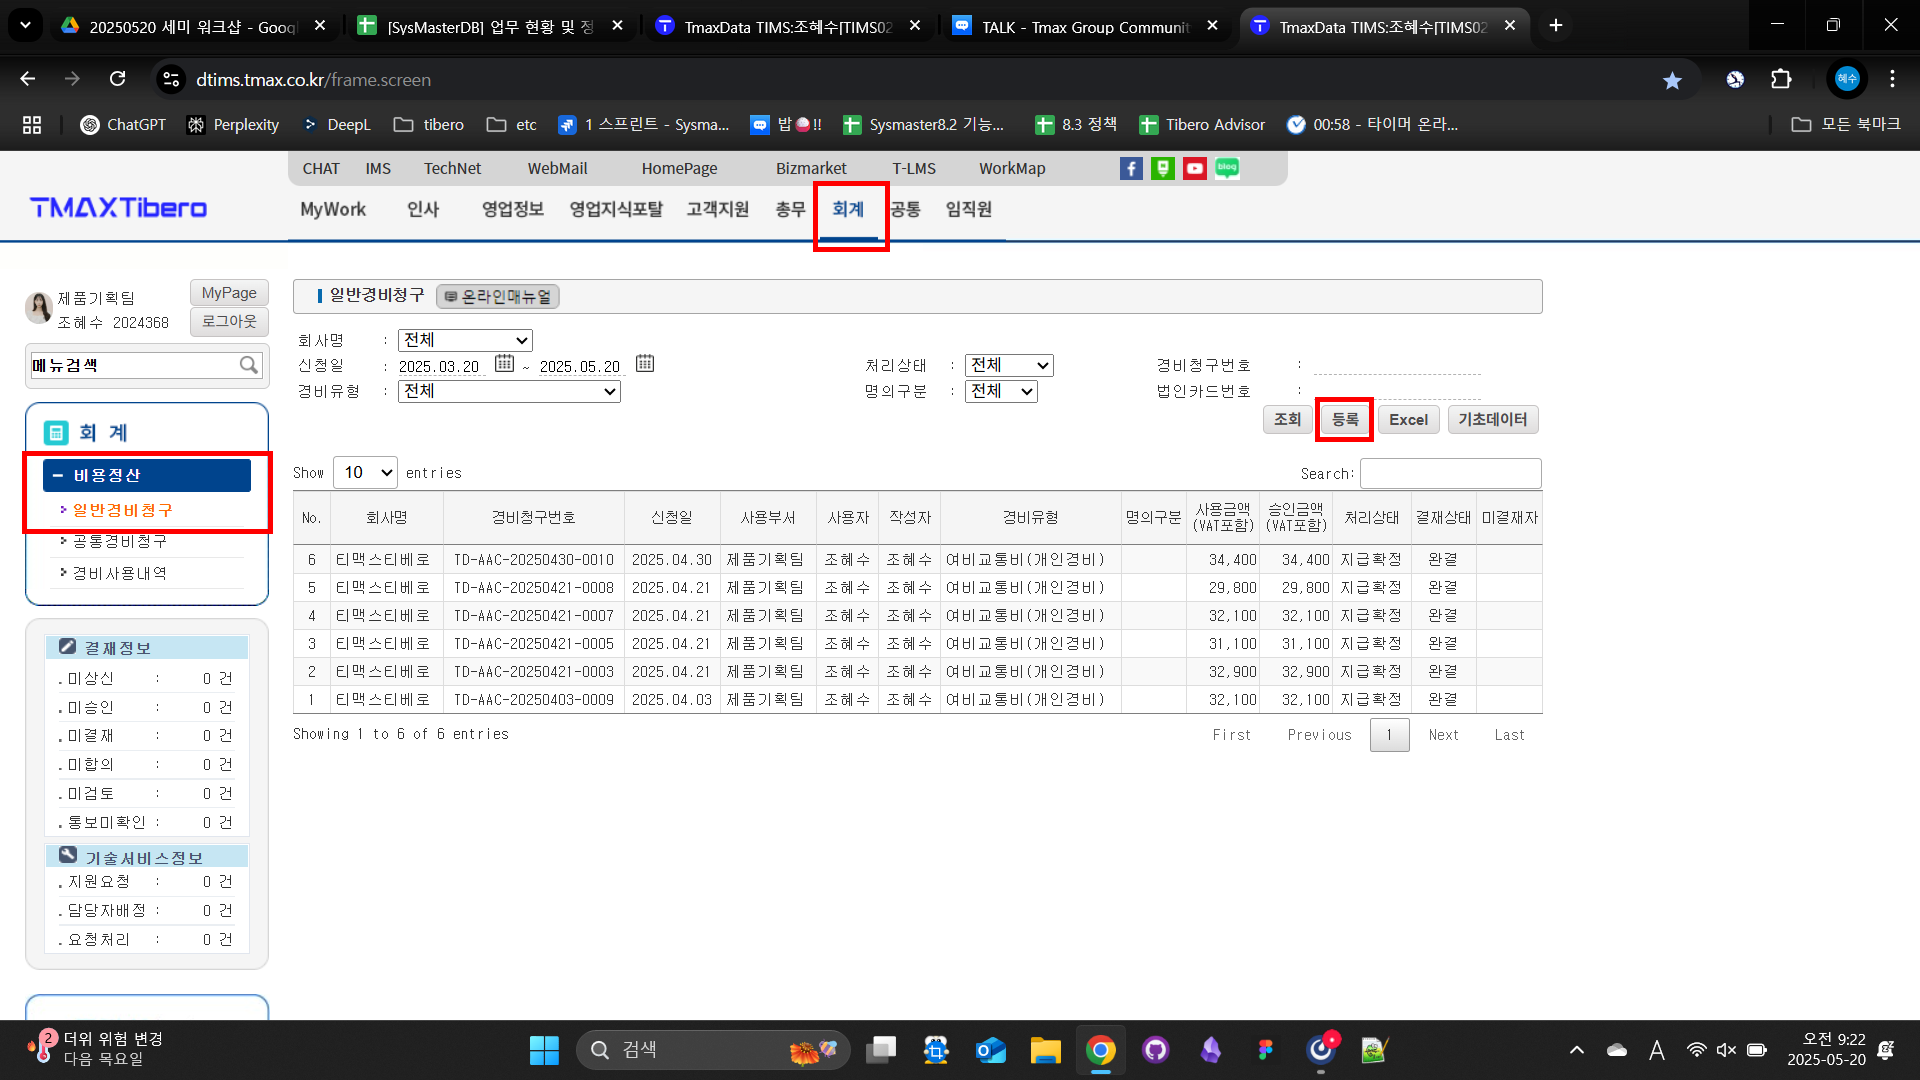 20250520 세미 워크샵 - Goog
[SysMasterDB] 업무 현황 및 정
TmaxData TIMS:조혜수[TIMS02
TALK - Tmax Group Communit
TmaxData TIMS:조혜수[TIMS02
dtims.tmax.co.kr/frame.screen
혜수
ChatGPT Perplexity DeepL tibero etc 1 스프린트 - Sysma... 밥🍙!! Sysmaster8.2 기능... 8.3 정책 Tibero Advisor 00:58 - 타이머 온라... 모든 북마크
CHAT IMS TechNet WebMail HomePage Bizmarket T-LMS WorkMap blog
TMAXTibero
MyWork 인사 영업정보 영업지식포탈 고객지원 총무 회계 공통 임직원
제품기획팀 MyPage
조혜수 2024368 로그아웃
메뉴검색
회 계
비용정산
일반경비청구
공통경비청구
경비사용내역
결재정보
.미상신 : 0 건
.미승인 : 0 건
.미결재 : 0 건
.미합의 : 0 건
.미검토 : 0 건
.통보미확인 : 0 건
기술서비스정보
.지원요청 : 0 건
.담당자배정 : 0 건
.요청처리 : 0 건
일반경비청구 온라인매뉴얼
회사명 : 전체
신청일 : 2025.03.20 ~ 2025.05.20 처리상태 : 전체 경비청구번호 :
경비유형 : 전체 명의구분 : 전체 법인카드번호 :
조회 등록 Excel 기초데이터
Show 10 entries Search:
No. 회사명 경비청구번호 신청일 사용부서 사용자 작성자 경비유형 명의구분 사용금액 (VAT포함) 승인금액 (VAT포함) 처리상태 결재상태 미결재자
6 티맥스티베로 TD-AAC-20250430-0010 2025.04.30 제품기획팀 조혜수 조혜수 여비교통비(개인경비) 34,400 34,400 지급확정 완결
5 티맥스티베로 TD-AAC-20250421-0008 2025.04.21 제품기획팀 조혜수 조혜수 여비교통비(개인경비) 29,800 29,800 지급확정 완결
4 티맥스티베로 TD-AAC-20250421-0007 2025.04.21 제품기획팀 조혜수 조혜수 여비교통비(개인경비) 32,100 32,100 지급확정 완결
3 티맥스티베로 TD-AAC-20250421-0005 2025.04.21 제품기획팀 조혜수 조혜수 여비교통비(개인경비) 31,100 31,100 지급확정 완결
2 티맥스티베로 TD-AAC-20250421-0003 2025.04.21 제품기획팀 조혜수 조혜수 여비교통비(개인경비) 32,900 32,900 지급확정 완결
1 티맥스티베로 TD-AAC-20250403-0009 2025.04.03 제품기획팀 조혜수 조혜수 여비교통비(개인경비) 32,100 32,100 지급확정 완결
Showing 1 to 6 of 6 entries First Previous 1 Next Last
2 더위 위험 변경
다음 목요일
검색
A
오전 9:22
2025-05-20